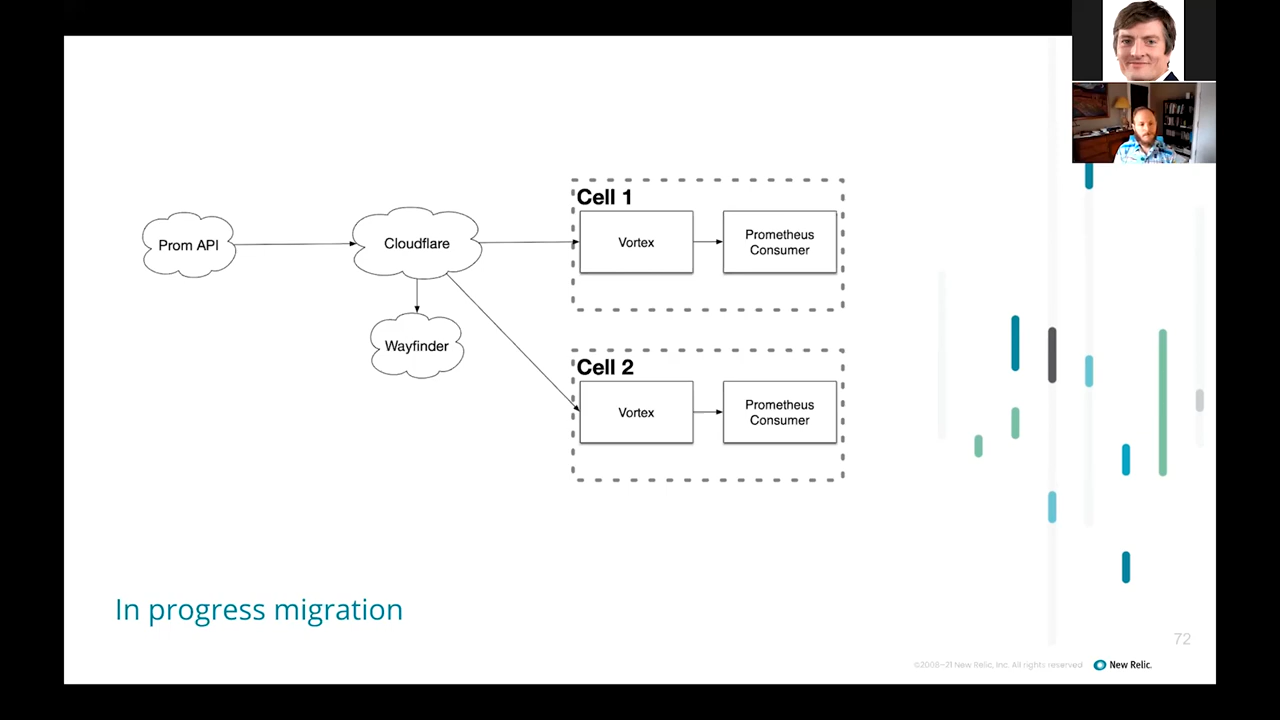 Cell 1
Prom API
Cloudflare
Vortex
Prometheus
Consumer
Wayfinder
Cell 2
Vortex
Prometheus
Consumer
In progress migration
72
©2008–21 New Relic, Inc. All rights reserved
New Relic.